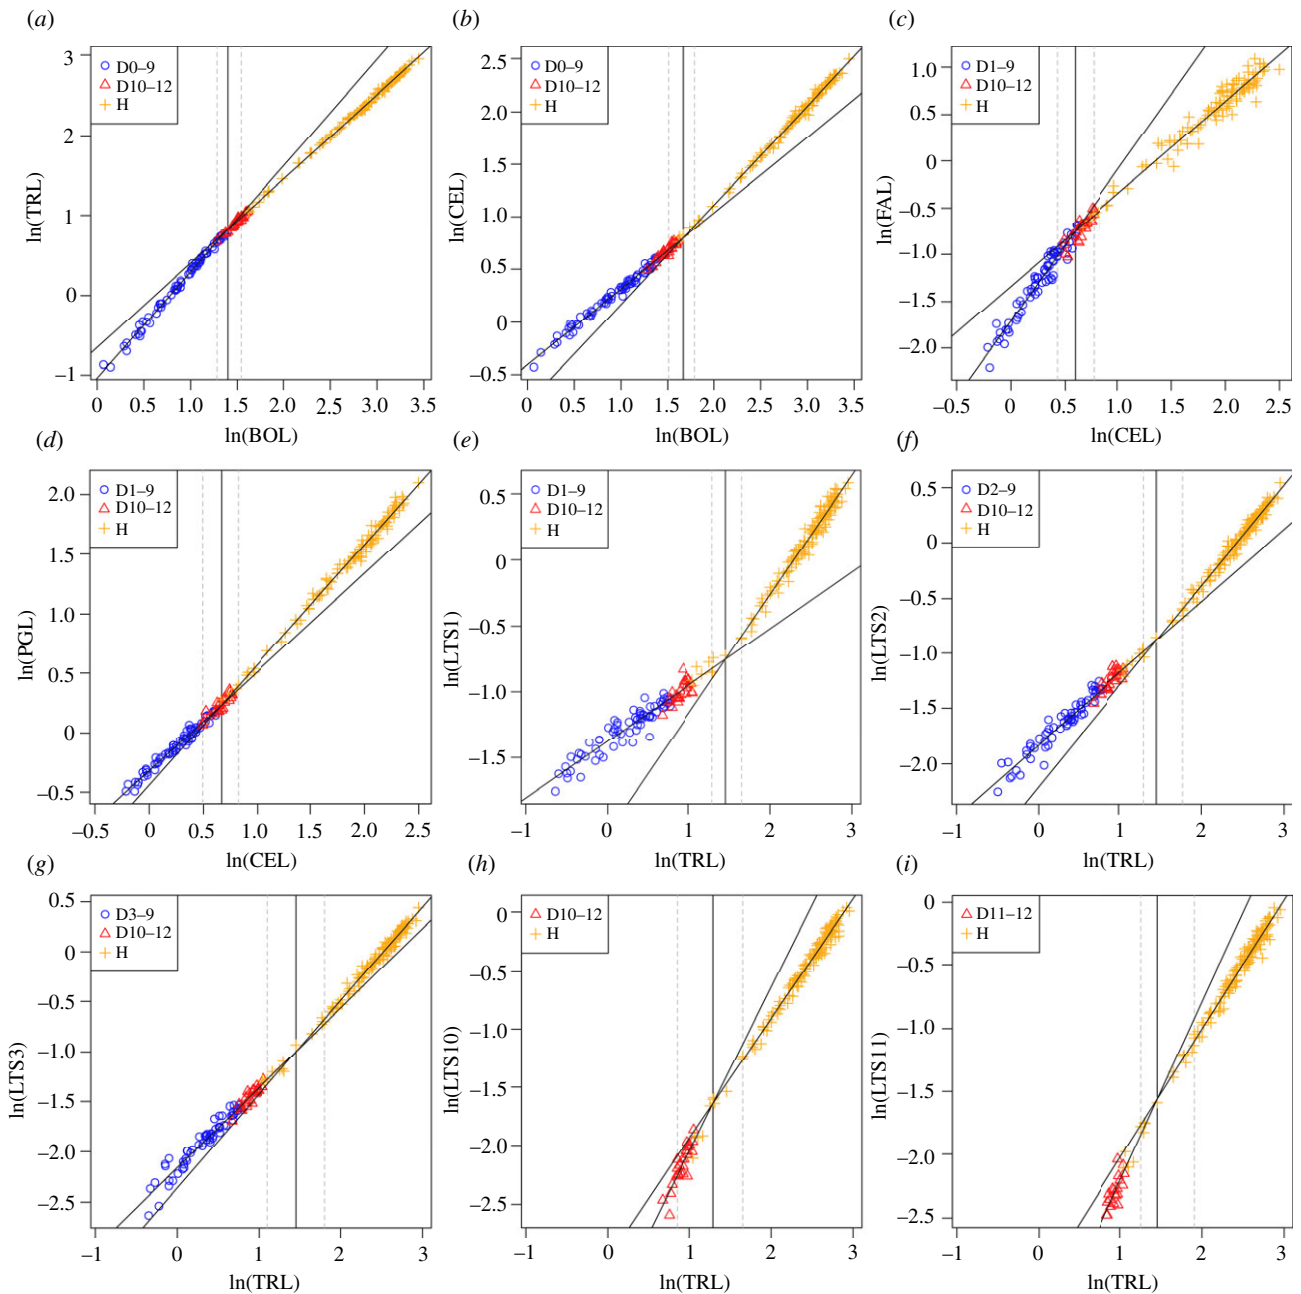 (a)
(b)
(c)
3
2
1
0
–1
ln(TRL)
D0–9
D10–12
H
0 0.5 1.0 1.5 2.0 2.5 3.0 3.5
ln(BOL)
2.5
2.0
1.5
1.0
0.5
0
–0.5
ln(CEL)
D0–9
D10–12
H
0 0.5 1.0 1.5 2.0 2.5 3.0 3.5
ln(BOL)
1.0
0.5
0
–0.5
–1.0
–1.5
–2.0
ln(FAL)
D1–9
D10–12
H
–0.5 0 0.5 1.0 1.5 2.0 2.5
ln(CEL)
(d)
(e)
(f)
2.0
1.5
1.0
0.5
0
–0.5
ln(PGL)
D1–9
D10–12
H
–0.5 0 0.5 1.0 1.5 2.0 2.5
ln(CEL)
0.5
0
–0.5
–1.0
–1.5
ln(LTS1)
D1–9
D10–12
H
–1 0 1 2 3
ln(TRL)
0.5
0
–0.5
–1.0
–1.5
–2.0
ln(LTS2)
D2–9
D10–12
H
–1 0 1 2 3
ln(TRL)
(g)
(h)
(i)
0.5
0
–0.5
–1.0
–1.5
–2.0
–2.5
ln(LTS3)
D3–9
D10–12
H
–1 0 1 2 3
ln(TRL)
0
–0.5
–1.0
–1.5
–2.0
–2.5
ln(LTS10)
D10–12
H
–1 0 1 2 3
ln(TRL)
0
–0.5
–1.0
–1.5
–2.0
–2.5
ln(LTS11)
D11–12
H
–1 0 1 2 3
ln(TRL)